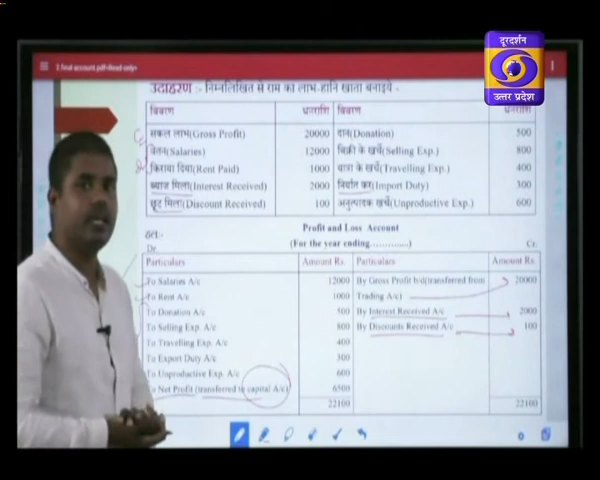 दूरदर्शन
उत्तर प्रदेश
2 final account.pdf•Read-only•
उदाहरण :- निम्नलिखित से राम का लाभ-हानि खाता बनाइये -
विवरण धनराशि विवरण धनराशि
सकल लाभ(Gross Profit) 20000 दान(Donation) 500
वेतन(Salaries) 12000 बिक्री के खर्चे(Selling Exp.) 800
किराया दिया(Rent Paid) 1000 यात्रा के खर्चे(Travelling Exp.) 400
ब्याज मिला(Interest Received) 2000 निर्यात कर(Import Duty) 300
छूट मिला(Discount Received) 100 अनुत्पादक खर्चे(Unproductive Exp.) 600
हल:- Profit and Loss Account
(For the year ending.............)
Dr. Cr.
Particulars Amount Rs. Particulars Amount Rs.
To Salaries A/c 12000 By Gross Profit b/d(transferred from 20000
To Rent A/c 1000 Trading A/c)
To Donation A/c 500 By Interest Received A/c 2000
To Selling Exp. A/c 800 By Discounts Received A/c 100
To Travelling Exp. A/c 400
To Export Duty A/c 300
To Unproductive Exp. A/c 600
To Net Profit (transferred to capital A/c) 6500
22100 22100